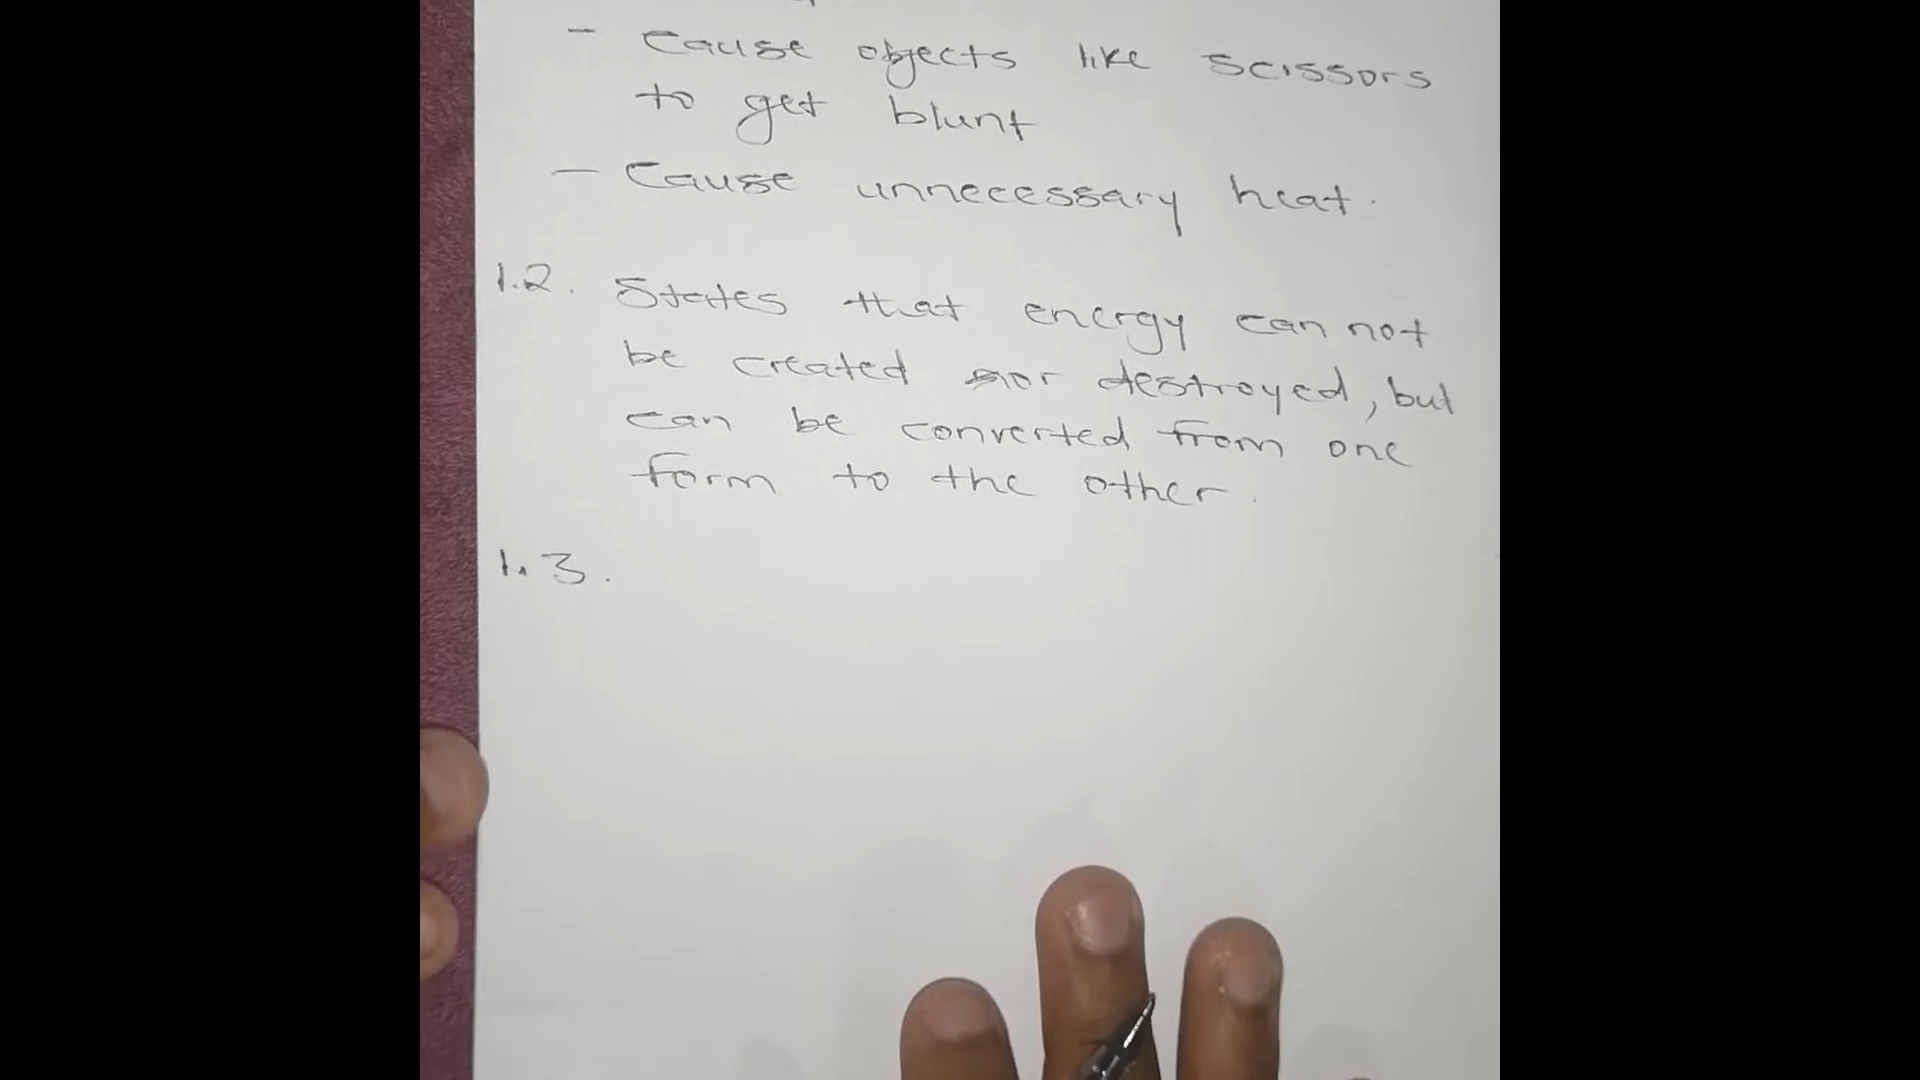 - Cause objects like scissors
to get blunt
- Cause unnecessary heat.
1.2. States that energy can not
be created nor destroyed, but
can be converted from one
form to the other.
1.3.